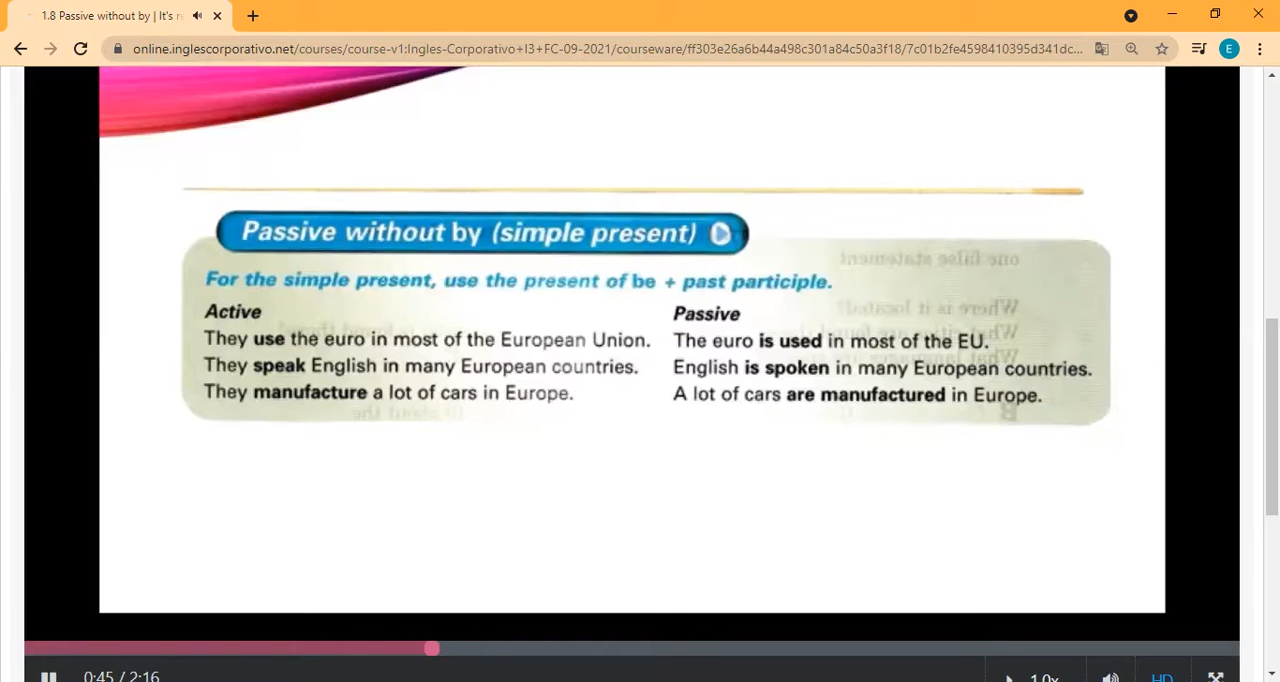 1.8 Passive without by | It's re
online.inglescorporativo.net/courses/course-v1:Ingles-Corporativo+I3+FC-09-2021/courseware/ff303e26a6b44a498c301a84c50a3f18/7c01b2fe4598410395d341dc...
E
Passive without by (simple present)
For the simple present, use the present of be + past participle.
Active
They use the euro in most of the European Union.
They speak English in many European countries.
They manufacture a lot of cars in Europe.
Passive
The euro is used in most of the EU.
English is spoken in many European countries.
A lot of cars are manufactured in Europe.
0:45 / 2:16
1.0x
HD